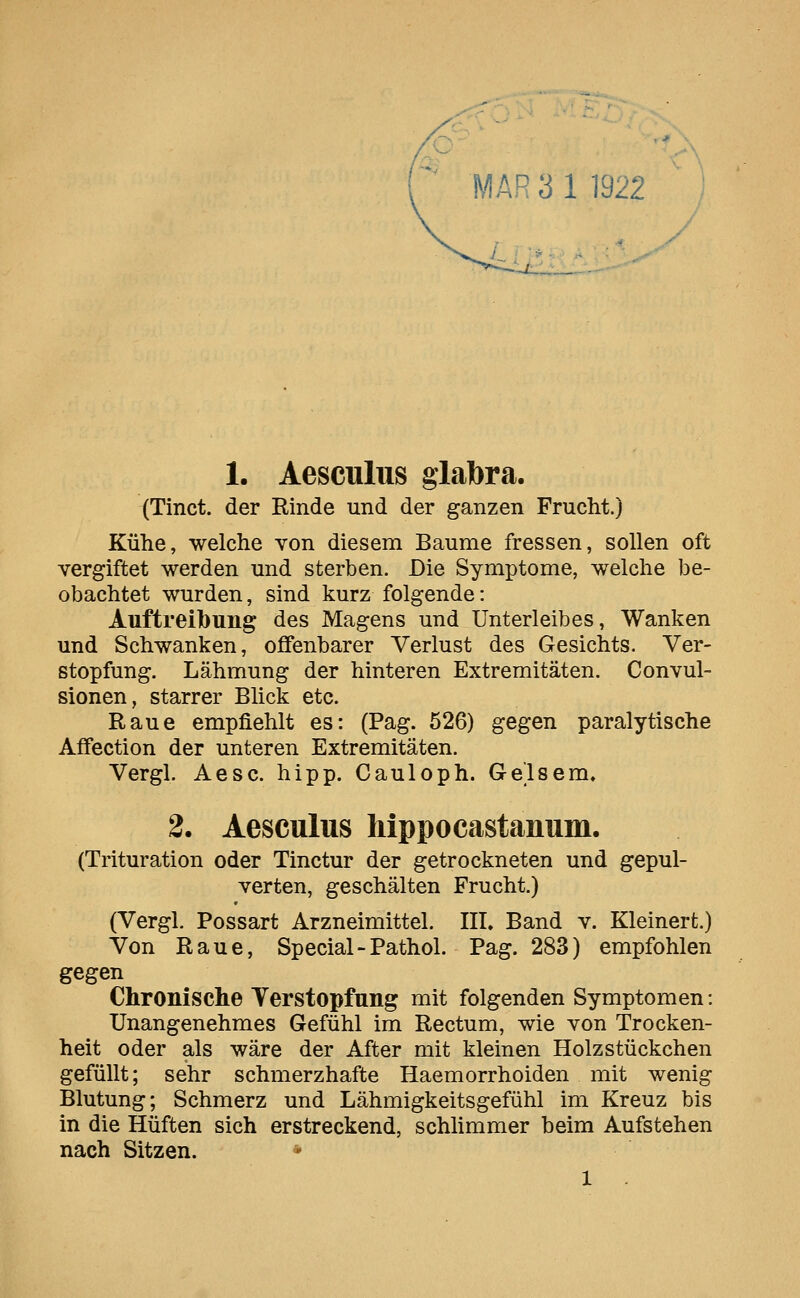 MAR 31 1922
1. Aesculus glabra.
(Tinct. der Rinde und der ganzen Frucht.)
Kühe, welche von diesem Baume fressen, sollen oft
vergiftet werden und sterben. Die Symptome, welche be-
obachtet wurden, sind kurz folgende:
Auftreibung des Magens und Unterleibes, Wanken
und Schwanken, offenbarer Verlust des Gesichts. Ver-
stopfung. Lähmung der hinteren Extremitäten. Convul-
sionen, starrer Blick etc.
Raue empfiehlt es: (Pag. 526) gegen paralytische
Affection der unteren Extremitäten.
Vergl. Aesc. hipp. Cauloph. Gelsem.
2. Aesculus hippocastanum.
(Trituration oder Tinctur der getrockneten und gepul-
verten, geschälten Frucht.)
(Vergl. Possart Arzneimittel. III. Band v. Kleinert.)
Von Raue, Special-Pathol. Pag. 283) empfohlen
gegen
Chronische Verstopfung mit folgenden Symptomen:
Unangenehmes Gefühl im Rectum, wie von Trocken-
heit oder als wäre der After mit kleinen Holzstückchen
gefüllt; sehr schmerzhafte Haemorrhoiden mit wenig
Blutung; Schmerz und Lähmigkeitsgefühl im Kreuz bis
in die Hüften sich erstreckend, schlimmer beim Aufstehen
nach Sitzen.
1